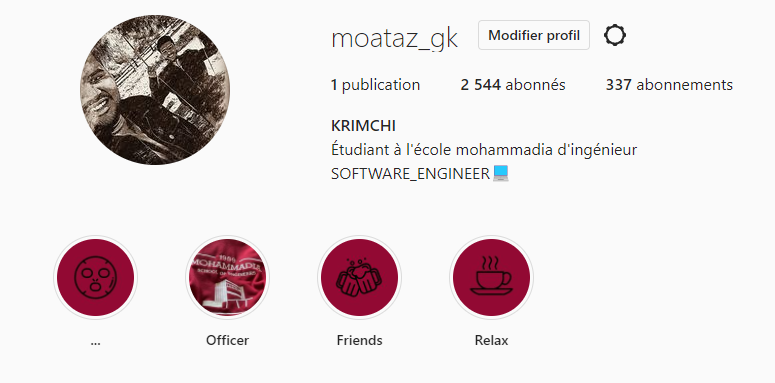 moataz_gk Modifier profil
1 publication 2 544 abonnés 337 abonnements
KRIMCHI
Étudiant à l'école mohammadia d'ingénieur
SOFTWARE_ENGINEER
MOHAMMADIA
... Officer Friends Relax